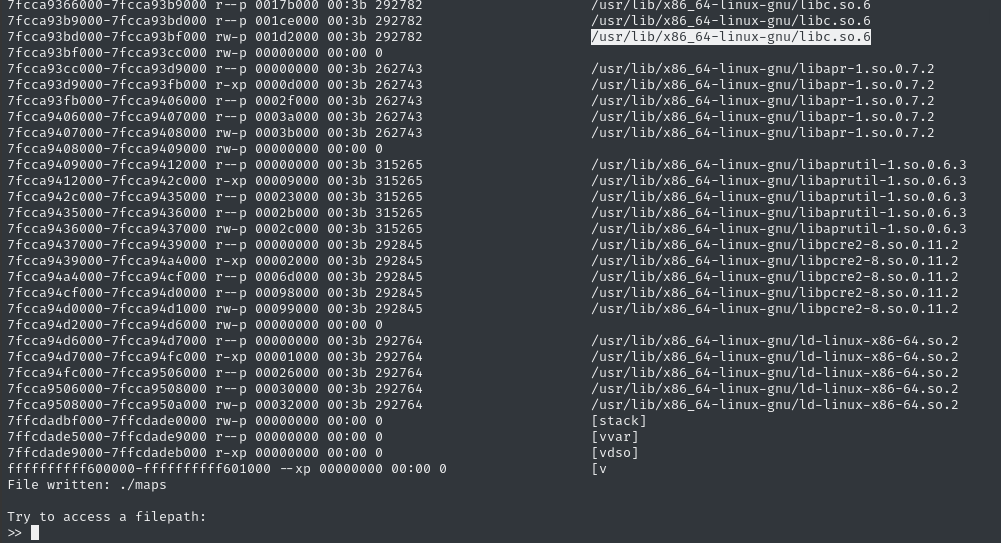 7fcca9366000-7fcca93b9000 r--p 0017b000 00:3b 292782 /usr/lib/x86_64-linux-gnu/libc.so.6
7fcca93b9000-7fcca93bd000 r--p 001ce000 00:3b 292782 /usr/lib/x86_64-linux-gnu/libc.so.6
7fcca93bd000-7fcca93bf000 rw-p 001d2000 00:3b 292782 /usr/lib/x86_64-linux-gnu/libc.so.6
7fcca93bf000-7fcca93cc000 rw-p 00000000 00:00 0
7fcca93cc000-7fcca93d9000 r--p 00000000 00:3b 262743 /usr/lib/x86_64-linux-gnu/libapr-1.so.0.7.2
7fcca93d9000-7fcca93fb000 r-xp 0000d000 00:3b 262743 /usr/lib/x86_64-linux-gnu/libapr-1.so.0.7.2
7fcca93fb000-7fcca9406000 r--p 0002f000 00:3b 262743 /usr/lib/x86_64-linux-gnu/libapr-1.so.0.7.2
7fcca9406000-7fcca9407000 r--p 0003a000 00:3b 262743 /usr/lib/x86_64-linux-gnu/libapr-1.so.0.7.2
7fcca9407000-7fcca9408000 rw-p 0003b000 00:3b 262743 /usr/lib/x86_64-linux-gnu/libapr-1.so.0.7.2
7fcca9408000-7fcca9409000 rw-p 00000000 00:00 0
7fcca9409000-7fcca9412000 r--p 00000000 00:3b 315265 /usr/lib/x86_64-linux-gnu/libaprutil-1.so.0.6.3
7fcca9412000-7fcca942c000 r-xp 00009000 00:3b 315265 /usr/lib/x86_64-linux-gnu/libaprutil-1.so.0.6.3
7fcca942c000-7fcca9435000 r--p 00023000 00:3b 315265 /usr/lib/x86_64-linux-gnu/libaprutil-1.so.0.6.3
7fcca9435000-7fcca9436000 r--p 0002b000 00:3b 315265 /usr/lib/x86_64-linux-gnu/libaprutil-1.so.0.6.3
7fcca9436000-7fcca9437000 rw-p 0002c000 00:3b 315265 /usr/lib/x86_64-linux-gnu/libaprutil-1.so.0.6.3
7fcca9437000-7fcca9439000 r--p 00000000 00:3b 292845 /usr/lib/x86_64-linux-gnu/libpcre2-8.so.0.11.2
7fcca9439000-7fcca94a4000 r-xp 00002000 00:3b 292845 /usr/lib/x86_64-linux-gnu/libpcre2-8.so.0.11.2
7fcca94a4000-7fcca94cf000 r--p 0006d000 00:3b 292845 /usr/lib/x86_64-linux-gnu/libpcre2-8.so.0.11.2
7fcca94cf000-7fcca94d0000 r--p 00098000 00:3b 292845 /usr/lib/x86_64-linux-gnu/libpcre2-8.so.0.11.2
7fcca94d0000-7fcca94d1000 rw-p 00099000 00:3b 292845 /usr/lib/x86_64-linux-gnu/libpcre2-8.so.0.11.2
7fcca94d2000-7fcca94d6000 rw-p 00000000 00:00 0
7fcca94d6000-7fcca94d7000 r--p 00000000 00:3b 292764 /usr/lib/x86_64-linux-gnu/ld-linux-x86-64.so.2
7fcca94d7000-7fcca94fc000 r-xp 00001000 00:3b 292764 /usr/lib/x86_64-linux-gnu/ld-linux-x86-64.so.2
7fcca94fc000-7fcca9506000 r--p 00026000 00:3b 292764 /usr/lib/x86_64-linux-gnu/ld-linux-x86-64.so.2
7fcca9506000-7fcca9508000 r--p 00030000 00:3b 292764 /usr/lib/x86_64-linux-gnu/ld-linux-x86-64.so.2
7fcca9508000-7fcca950a000 rw-p 00032000 00:3b 292764 /usr/lib/x86_64-linux-gnu/ld-linux-x86-64.so.2
7ffcdadbf000-7ffcdade0000 rw-p 00000000 00:00 0 [stack]
7ffcdade5000-7ffcdade9000 r--p 00000000 00:00 0 [vvar]
7ffcdade9000-7ffcdadeb000 r-xp 00000000 00:00 0 [vdso]
ffffffffff600000-ffffffffff601000 --xp 00000000 00:00 0 [v
File written: ./maps
Try to access a filepath:
>>